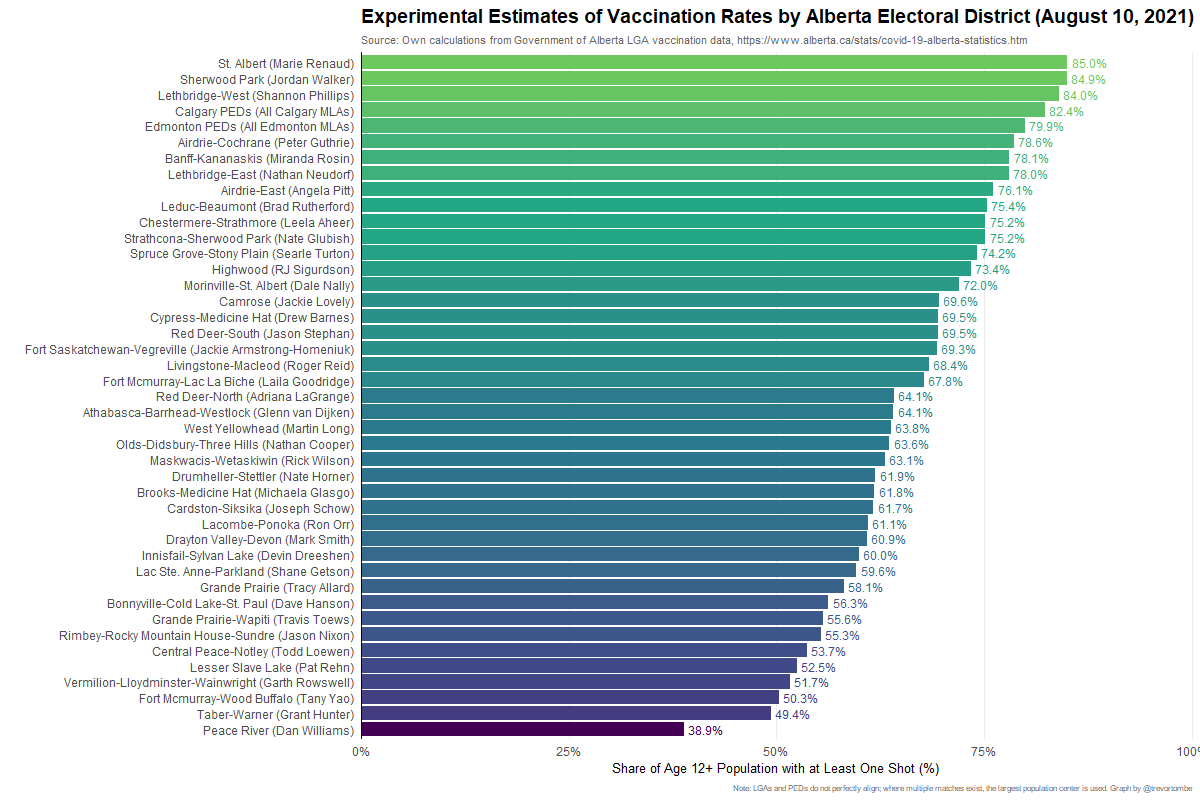 Experimental Estimates of Vaccination Rates by Alberta Electoral District (August 10, 2021)
Source: Own calculations from Government of Alberta LGA vaccination data, https://www.alberta.ca/stats/covid-19-alberta-statistics.htm
St. Albert (Marie Renaud) 85.0%
Sherwood Park (Jordan Walker) 84.9%
Lethbridge-West (Shannon Phillips) 84.0%
Calgary PEDs (All Calgary MLAs) 82.4%
Edmonton PEDs (All Edmonton MLAs) 79.9%
Airdrie-Cochrane (Peter Guthrie) 78.6%
Banff-Kananaskis (Miranda Rosin) 78.1%
Lethbridge-East (Nathan Neudorf) 78.0%
Airdrie-East (Angela Pitt) 76.1%
Leduc-Beaumont (Brad Rutherford) 75.4%
Chestermere-Strathmore (Leela Aheer) 75.2%
Strathcona-Sherwood Park (Nate Glubish) 75.2%
Spruce Grove-Stony Plain (Searle Turton) 74.2%
Highwood (RJ Sigurdson) 73.4%
Morinville-St. Albert (Dale Nally) 72.0%
Camrose (Jackie Lovely) 69.6%
Cypress-Medicine Hat (Drew Barnes) 69.5%
Red Deer-South (Jason Stephan) 69.5%
Fort Saskatchewan-Vegreville (Jackie Armstrong-Homeniuk) 69.3%
Livingstone-Macleod (Roger Reid) 68.4%
Fort Mcmurray-Lac La Biche (Laila Goodridge) 67.8%
Red Deer-North (Adriana LaGrange) 64.1%
Athabasca-Barrhead-Westlock (Glenn van Dijken) 64.1%
West Yellowhead (Martin Long) 63.8%
Olds-Didsbury-Three Hills (Nathan Cooper) 63.6%
Maskwacis-Wetaskiwin (Rick Wilson) 63.1%
Drumheller-Stettler (Nate Horner) 61.9%
Brooks-Medicine Hat (Michaela Glasgo) 61.8%
Cardston-Siksika (Joseph Schow) 61.7%
Lacombe-Ponoka (Ron Orr) 61.1%
Drayton Valley-Devon (Mark Smith) 60.9%
Innisfail-Sylvan Lake (Devin Dreeshen) 60.0%
Lac Ste. Anne-Parkland (Shane Getson) 59.6%
Grande Prairie (Tracy Allard) 58.1%
Bonnyville-Cold Lake-St. Paul (Dave Hanson) 56.3%
Grande Prairie-Wapiti (Travis Toews) 55.6%
Rimbey-Rocky Mountain House-Sundre (Jason Nixon) 55.3%
Central Peace-Notley (Todd Loewen) 53.7%
Lesser Slave Lake (Pat Rehn) 52.5%
Vermilion-Lloydminster-Wainwright (Garth Rowswell) 51.7%
Fort Mcmurray-Wood Buffalo (Tany Yao) 50.3%
Taber-Warner (Grant Hunter) 49.4%
Peace River (Dan Williams) 38.9%
0% 25% 50% 75% 100%
Share of Age 12+ Population with at Least One Shot (%)
Note: LGAs and PEDs do not perfectly align; where multiple matches exist, the largest population center is used. Graph by @trevortombe